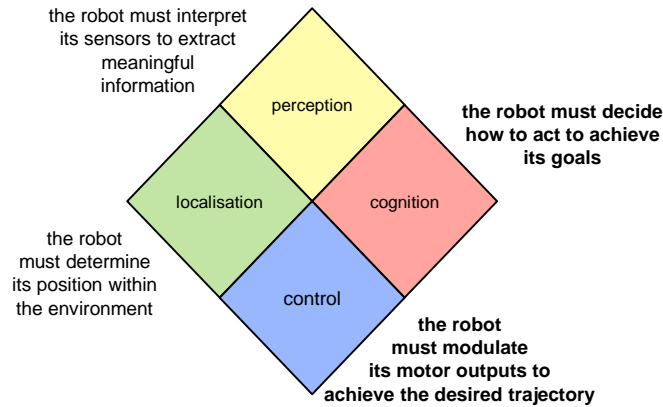 the robot must interpret
its sensors to extract
meaningful
information
perception
the robot must decide
how to act to achieve
its goals
localisation
cognition
the robot
must determine
its position within
the environment
control
the robot
must modulate
its motor outputs to
achieve the desired trajectory